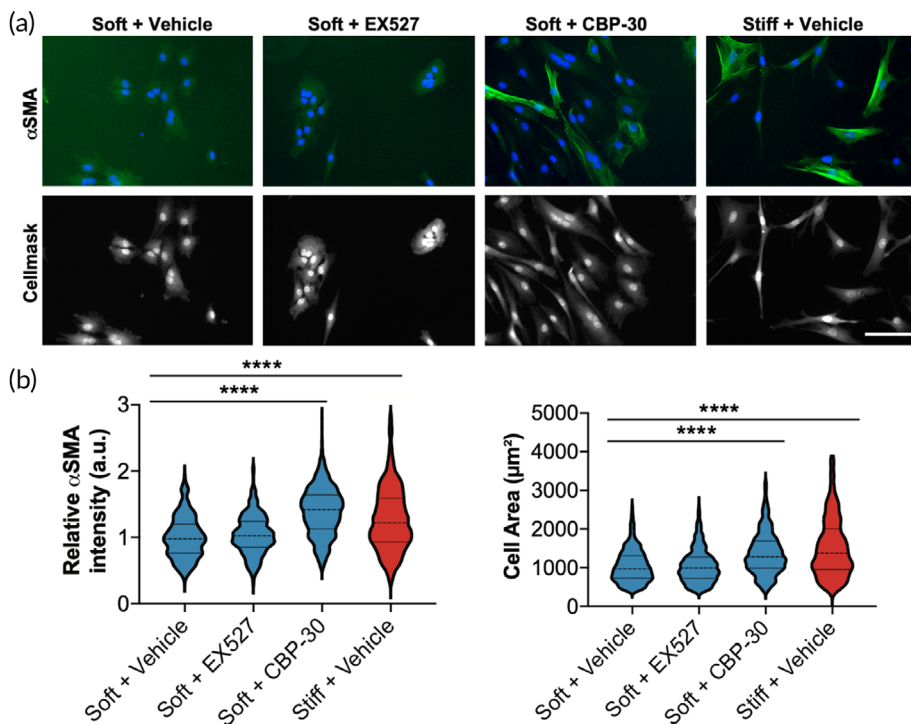 (a)
Soft + Vehicle
Soft + EX527
Soft + CBP-30
Stiff + Vehicle
αSMA
Cellmask
(b)
****
****
Relative αSMA
intensity (a.u.)
3
2
1
0
Soft + Vehicle
Soft + EX527
Soft + CBP-30
Stiff + Vehicle
****
****
Cell Area (μm²)
5000
4000
3000
2000
1000
0
Soft + Vehicle
Soft + EX527
Soft + CBP-30
Stiff + Vehicle